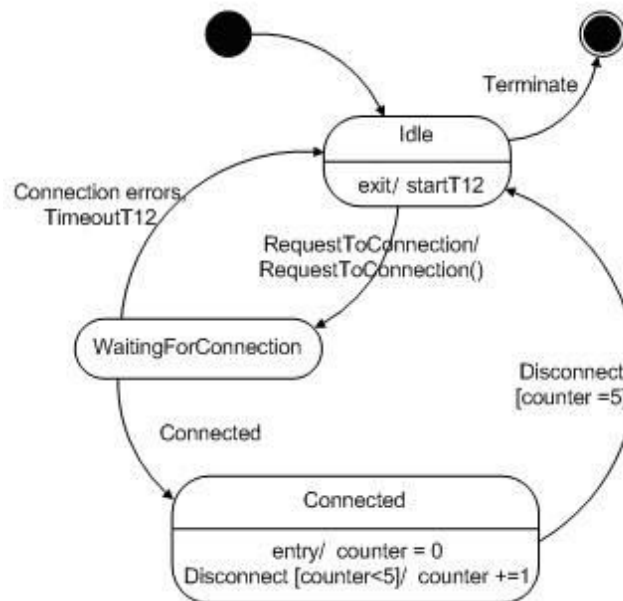 Terminate
Idle
exit/ startT12
Connection errors,
TimeoutT12
RequestToConnection/
RequestToConnection()
WaitingForConnection
Disconnect
[counter =5]
Connected
Connected
entry/ counter = 0
Disconnect [counter<5]/ counter +=1